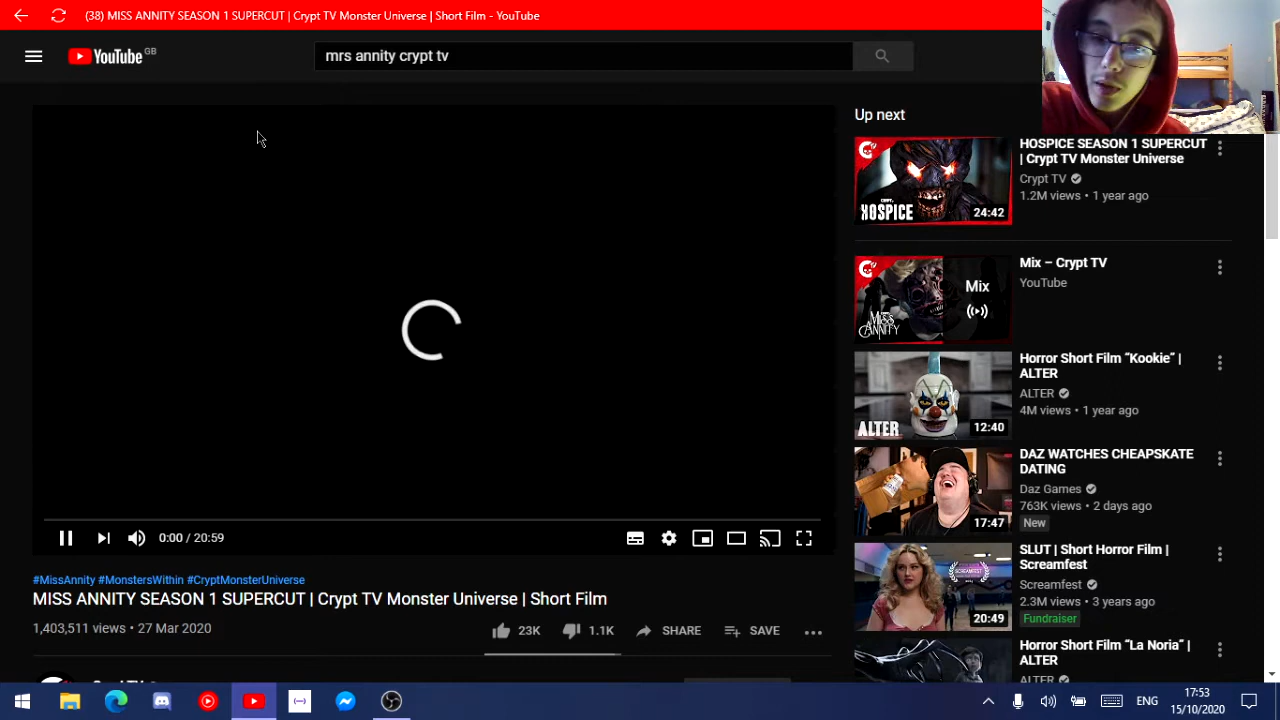 (38) MISS ANNITY SEASON 1 SUPERCUT | Crypt TV Monster Universe | Short Film - YouTube
YouTube GB
mrs annity crypt tv
Up next
HOSPICE
24:42
HOSPICE SEASON 1 SUPERCUT
| Crypt TV Monster Universe
Crypt TV
1.2M views • 1 year ago
MISS
ANNITY
Mix
Mix – Crypt TV
YouTube
ALTER
12:40
Horror Short Film “Kookie” |
ALTER
ALTER
4M views • 1 year ago
17:47
DAZ WATCHES CHEAPSKATE
DATING
Daz Games
763K views • 2 days ago
New
SCREAMFEST
20:49
SLUT | Short Horror Film |
Screamfest
Screamfest
2.3M views • 3 years ago
Fundraiser
Horror Short Film “La Noria” |
ALTER
ALTER
0:00 / 20:59
#MissAnnity #MonstersWithin #CryptMonsterUniverse
MISS ANNITY SEASON 1 SUPERCUT | Crypt TV Monster Universe | Short Film
1,403,511 views • 27 Mar 2020
23K
1.1K
SHARE
SAVE
ENG
17:53
15/10/2020